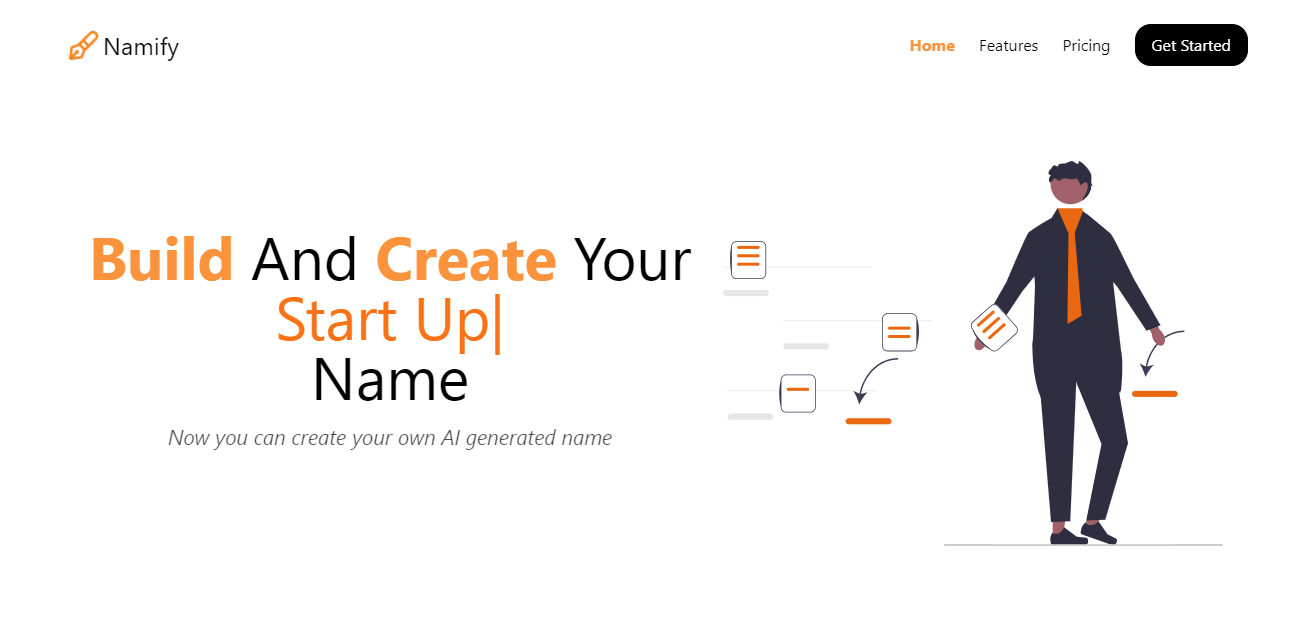 Namify
Home Features Pricing Get Started
Build And Create Your
Start Up|
Name
Now you can create your own AI generated name